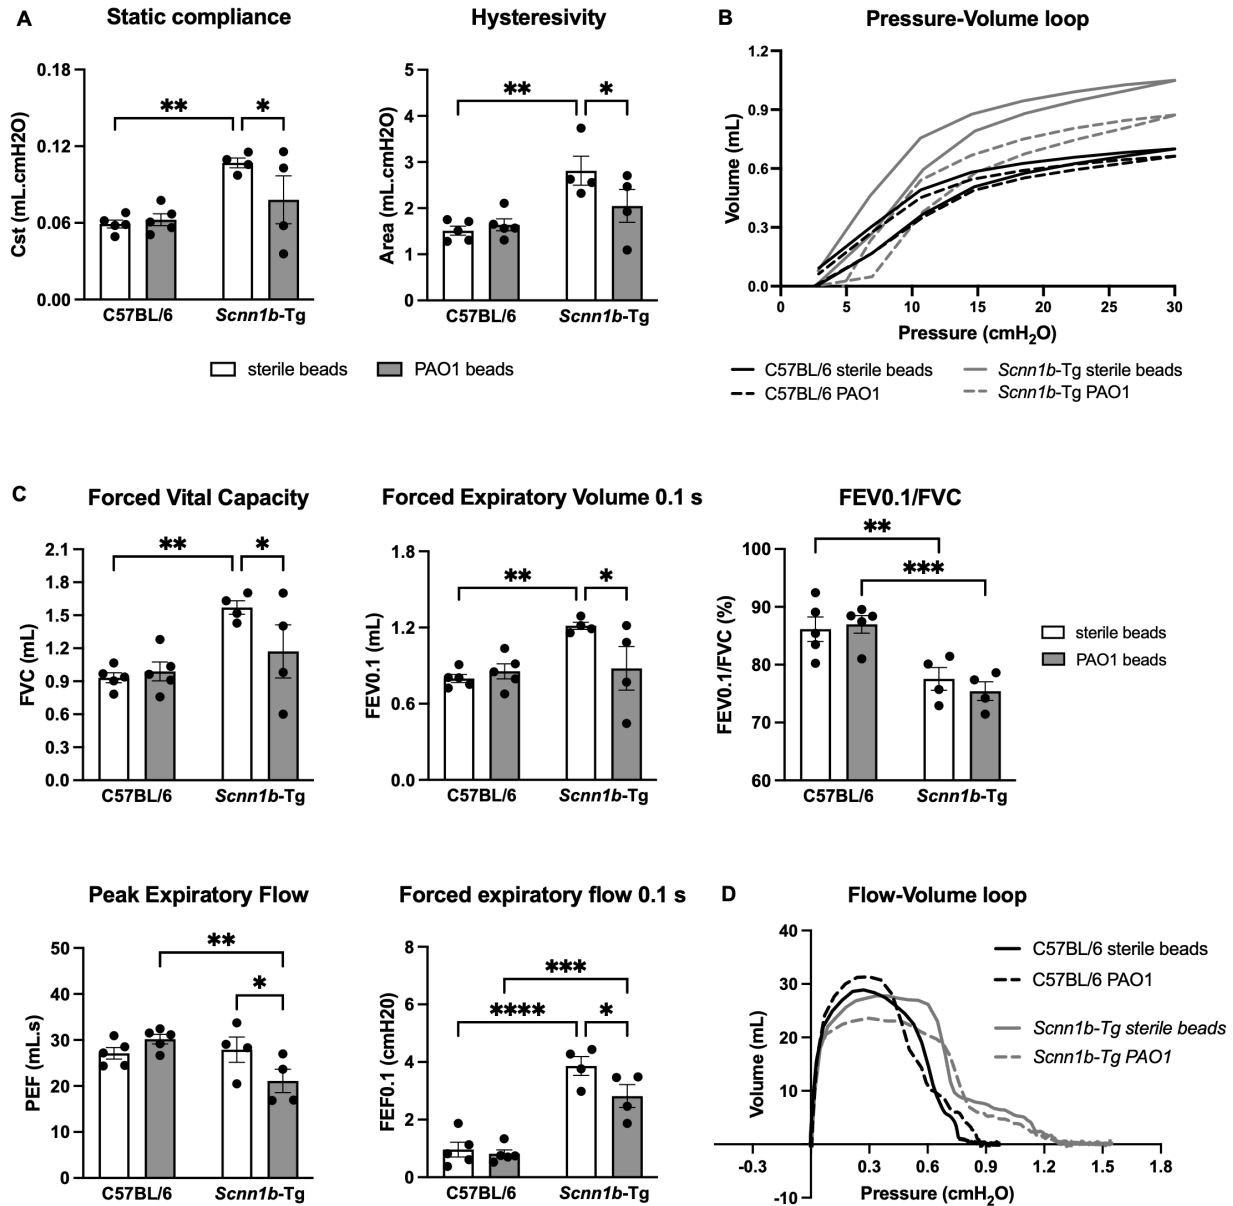 A
Static compliance
Cst (mL.cmH2O)
0.18
0.12
0.06
0.00
**
*
C57BL/6
Scnn1b-Tg
Hysteresivity
Area (mL.cmH2O)
5
4
3
2
1
0
**
*
C57BL/6
Scnn1b-Tg
sterile beads
PAO1 beads
B
Pressure-Volume loop
Volume (mL)
1.2
0.9
0.6
0.3
0.0
0 5 10 15 20 25 30
Pressure (cmH2O)
C57BL/6 sterile beads
C57BL/6 PAO1
Scnn1b-Tg sterile beads
Scnn1b-Tg PAO1
C
Forced Vital Capacity
FVC (mL)
2.1
1.8
1.5
1.2
0.9
0.6
0.3
0.0
**
*
C57BL/6
Scnn1b-Tg
Forced Expiratory Volume 0.1 s
FEV0.1 (mL)
1.8
1.2
0.6
0.0
**
*
C57BL/6
Scnn1b-Tg
FEV0.1/FVC
FEV0.1/FVC (%)
100
90
80
70
60
**
***
C57BL/6
Scnn1b-Tg
sterile beads
PAO1 beads
Peak Expiratory Flow
PEF (mL.s)
50
40
30
20
10
0
**
*
C57BL/6
Scnn1b-Tg
Forced expiratory flow 0.1 s
FEF0.1 (cmH20)
8
6
4
2
0
***
****
*
C57BL/6
Scnn1b-Tg
D
Flow-Volume loop
Volume (mL)
40
30
20
10
-10
-0.3 0.3 0.6 0.9 1.2 1.5 1.8
Pressure (cmH2O)
C57BL/6 sterile beads
C57BL/6 PAO1
Scnn1b-Tg sterile beads
Scnn1b-Tg PAO1